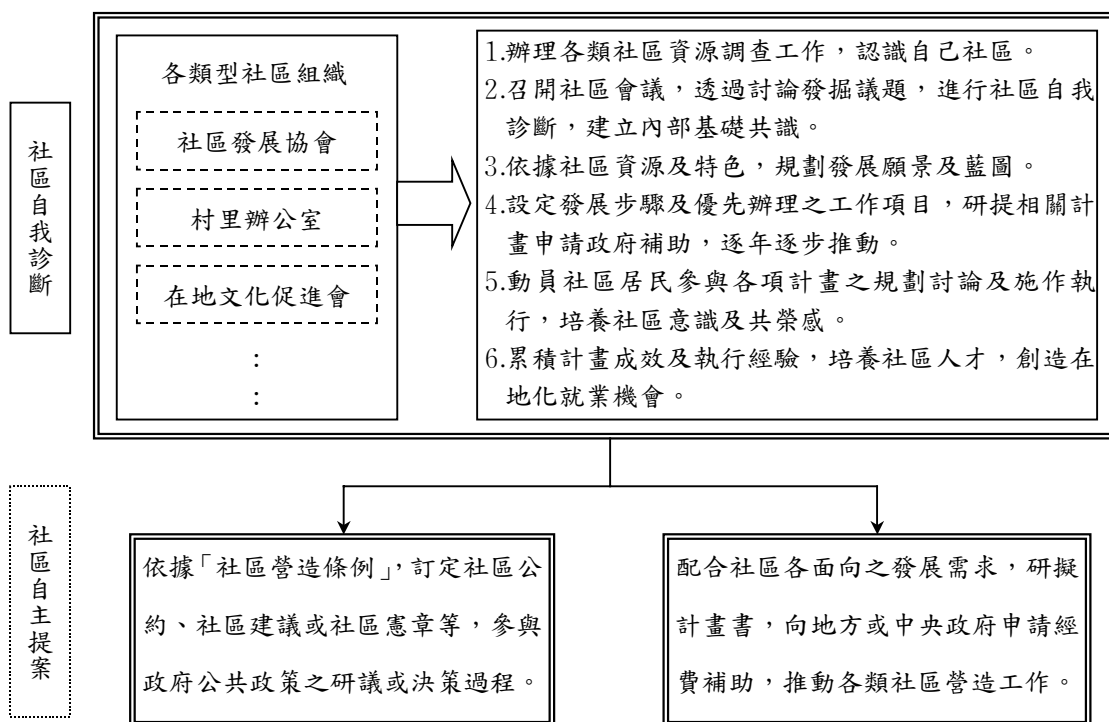 社區自我診斷
各類型社區組織
社區發展協會
村里辦公室
在地文化促進會
:
:
1.辦理各類社區資源調查工作，認識自己社區。
2.召開社區會議，透過討論發掘議題，進行社區自我
診斷，建立內部基礎共識。
3.依據社區資源及特色，規劃發展願景及藍圖。
4.設定發展步驟及優先辦理之工作項目，研提相關計
畫申請政府補助，逐年逐步推動。
5.動員社區居民參與各項計畫之規劃討論及施作執
行，培養社區意識及共榮感。
6.累積計畫成效及執行經驗，培養社區人才，創造在
地化就業機會。
社區自主提案
依據「社區營造條例」，訂定社區公
約、社區建議或社區憲章等，參與
政府公共政策之研議或決策過程。
配合社區各面向之發展需求，研擬
計畫書，向地方或中央政府申請經
費補助，推動各類社區營造工作。